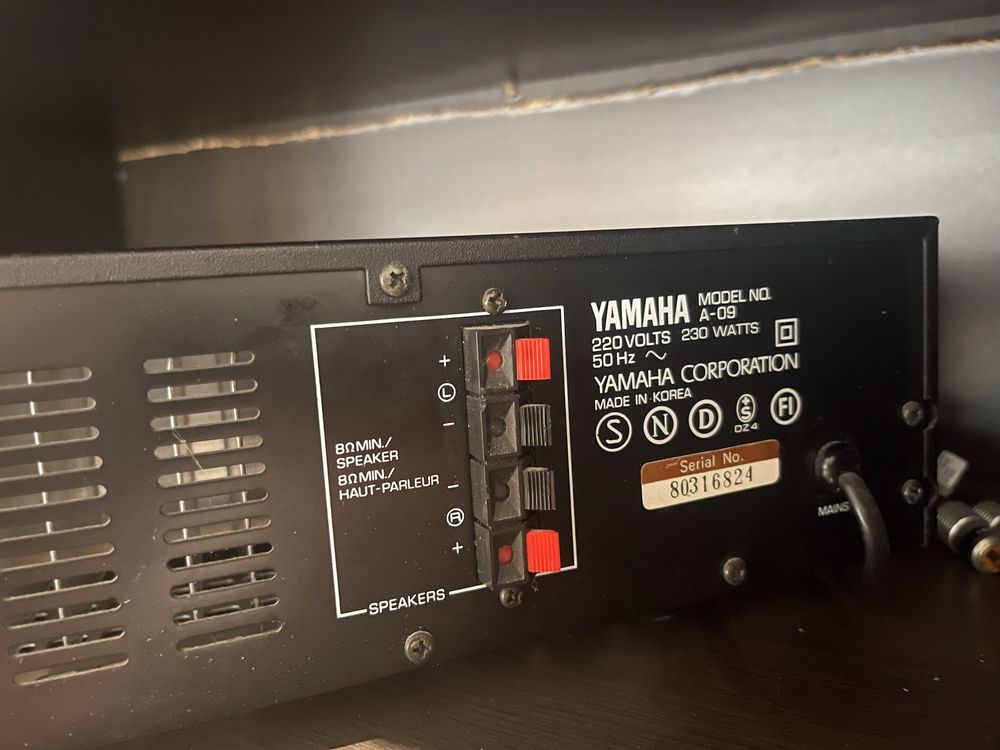 YAMAHA MODEL NO.
A-09
220 VOLTS 230 WATTS
50 Hz ~
YAMAHA CORPORATION
MADE IN KOREA
S N D S FI
DZ4
Serial No.
80316824
MAINS
+
L
−
8ΩMIN./
SPEAKER
8ΩMIN./
HAUT-PARLEUR −
R
+
SPEAKERS